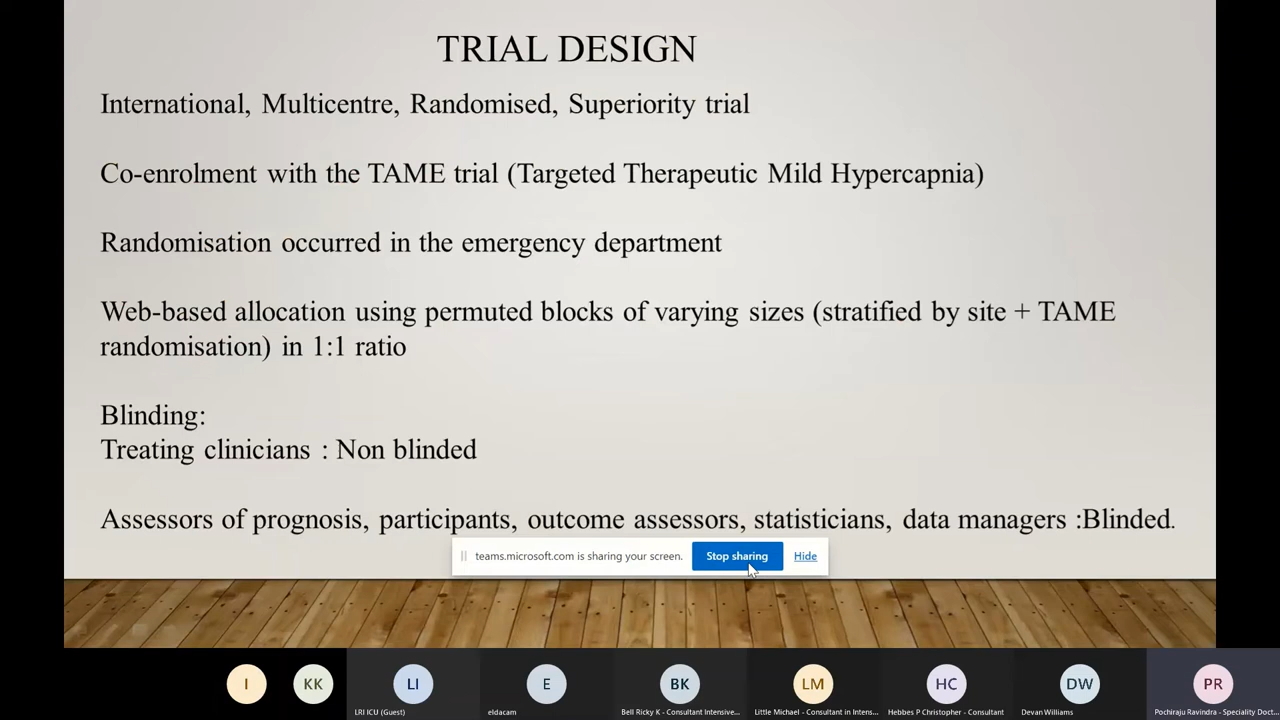 TRIAL DESIGN
International, Multicentre, Randomised, Superiority trial
Co-enrolment with the TAME trial (Targeted Therapeutic Mild Hypercapnia)
Randomisation occurred in the emergency department
Web-based allocation using permuted blocks of varying sizes (stratified by site + TAME
randomisation) in 1:1 ratio
Blinding:
Treating clinicians : Non blinded
Assessors of prognosis, participants, outcome assessors, statisticians, data managers :Blinded.
teams.microsoft.com is sharing your screen. Stop sharing Hide
I KK LI E BK LM HC DW PR
LRI ICU (Guest) eldacam Bell Ricky K - Consultant Intensive... Little Michael - Consultant in Intens... Hebbes P Christopher - Consultant Devan Williams Pochiraju Ravindra - Speciality Doct...